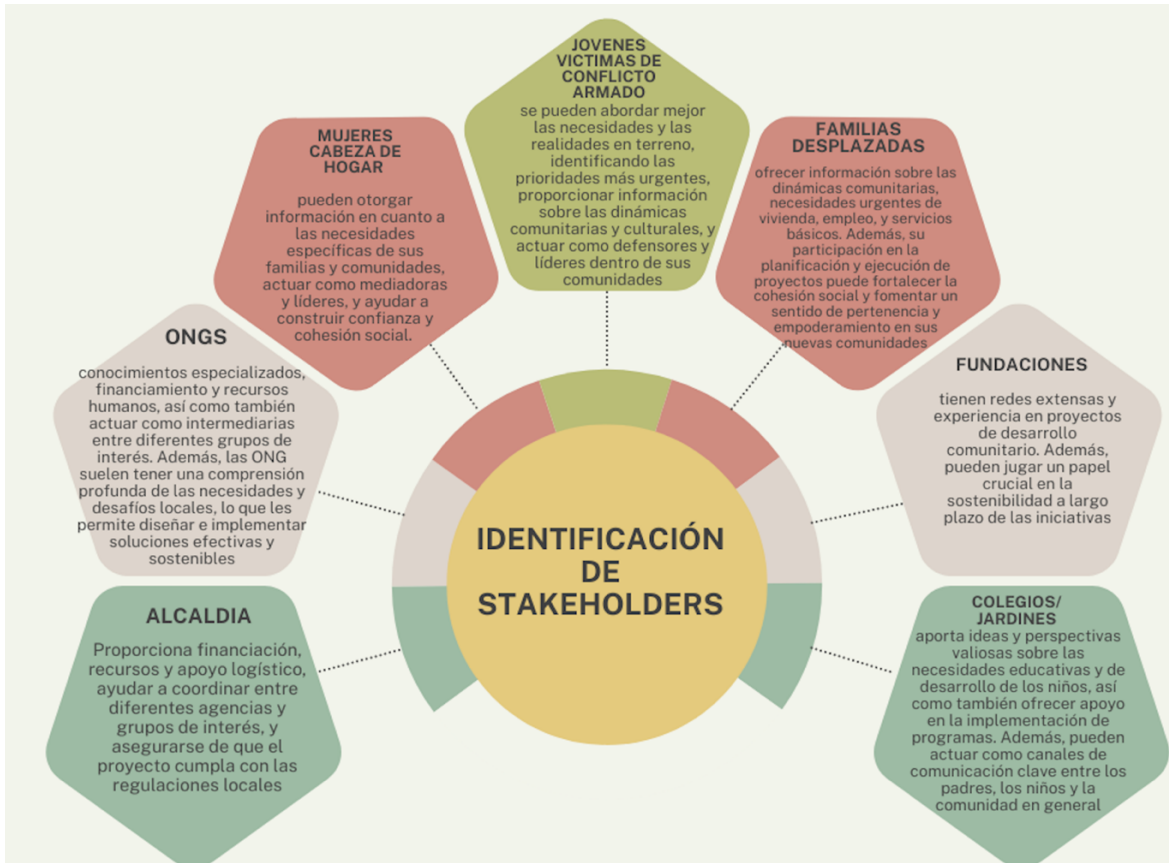 JOVENES
VICTIMAS DE
CONFLICTO
ARMADO
se pueden abordar mejor
las necesidades y las
realidades en terreno,
identificando las
prioridades más urgentes,
proporcionar información
sobre las dinámicas
comunitarias y culturales, y
actuar como defensores y
líderes dentro de sus
comunidades
MUJERES
CABEZA DE
HOGAR
pueden otorgar
información en cuanto a
las necesidades
específicas de sus
familias y comunidades,
actuar como mediadoras
y líderes, y ayudar a
construir confianza y
cohesión social.
FAMILIAS
DESPLAZADAS
ofrecer información sobre las
dinámicas comunitarias,
necesidades urgentes de
vivienda, empleo, y servicios
básicos. Además, su
participación en la
planificación y ejecución de
proyectos puede fortalecer la
cohesión social y fomentar un
sentido de pertenencia y
empoderamiento en sus
nuevas comunidades
ONGS
conocimientos especializados,
financiamiento y recursos
humanos, así como también
actuar como intermediarias
entre diferentes grupos de
interés. Además, las ONG
suelen tener una comprensión
profunda de las necesidades y
desafíos locales, lo que les
permite diseñar e implementar
soluciones efectivas y
sostenibles
FUNDACIONES
tienen redes extensas y
experiencia en proyectos
de desarrollo
comunitario. Además,
pueden jugar un papel
crucial en la
sostenibilidad a largo
plazo de las iniciativas
IDENTIFICACIÓN
DE
STAKEHOLDERS
ALCALDIA
Proporciona financiación,
recursos y apoyo logístico,
ayudar a coordinar entre
diferentes agencias y
grupos de interés, y
asegurarse de que el
proyecto cumpla con las
regulaciones locales
COLEGIOS/
JARDINES
aporta ideas y perspectivas
valiosas sobre las
necesidades educativas y de
desarrollo de los niños, así
como también ofrecer apoyo
en la implementación de
programas. Además, pueden
actuar como canales de
comunicación clave entre los
padres, los niños y la
comunidad en general